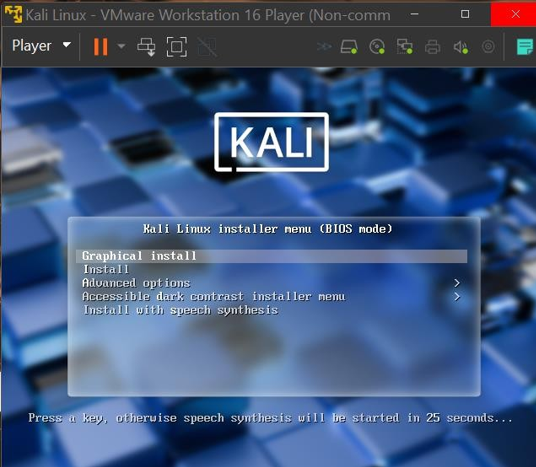 Kali Linux - VMware Workstation 16 Player (Non-comm
Player
KALI
Kali Linux installer menu (BIOS mode)
Graphical install
Install
Advanced options >
Accessible dark contrast installer menu >
Install with speech synthesis
Press a key, otherwise speech synthesis will be started in 25 seconds...